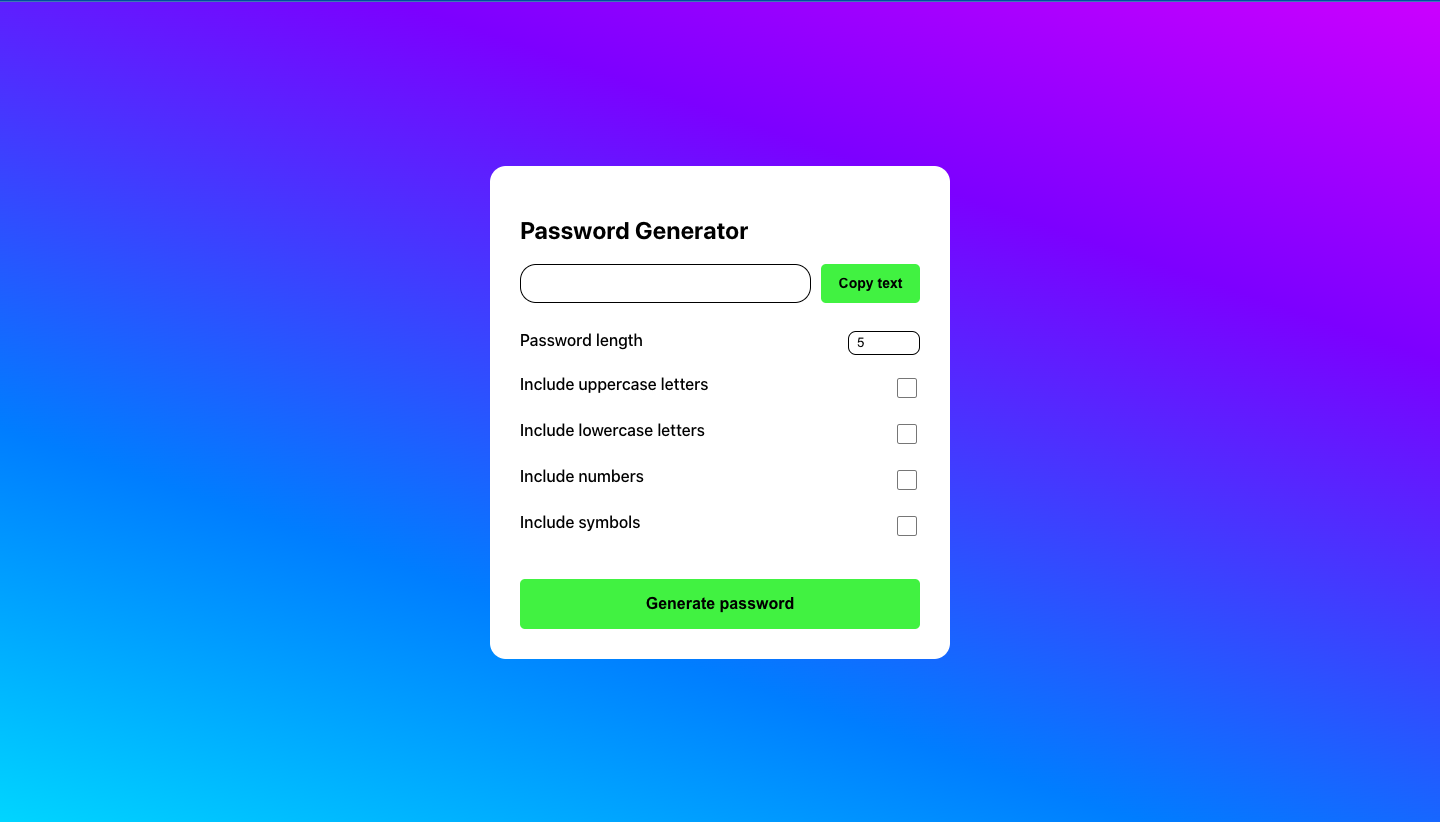 Password Generator
Copy text
Password length 5
Include uppercase letters
Include lowercase letters
Include numbers
Include symbols
Generate password